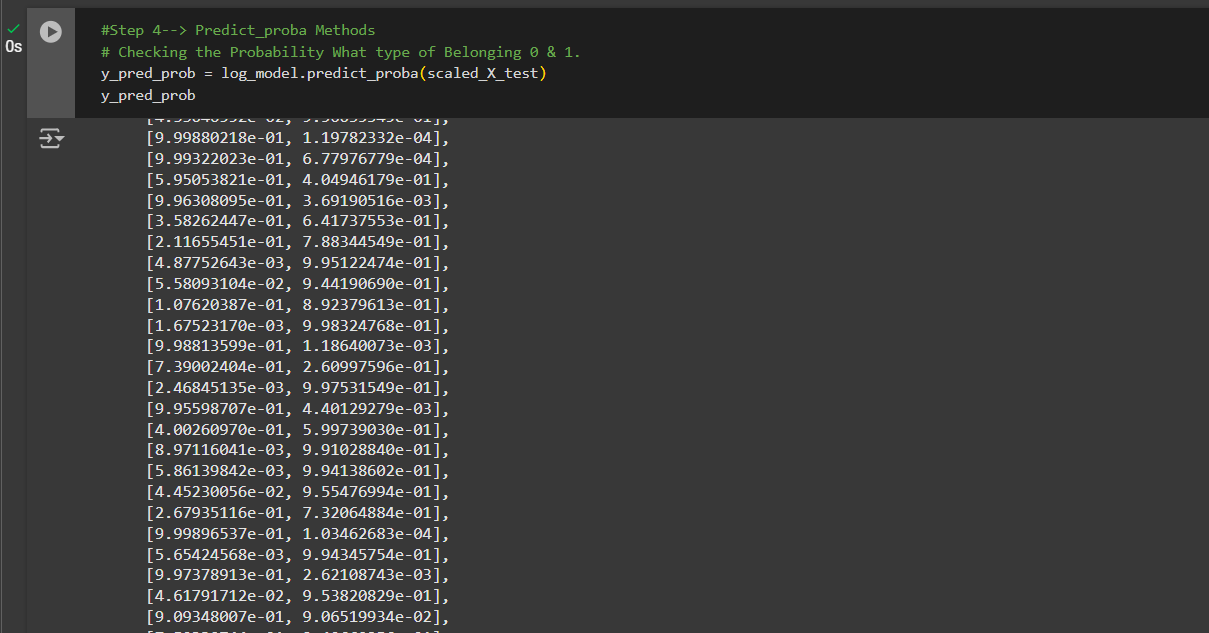 #Step 4--> Predict_proba Methods
0s
# Checking the Probability What type of Belonging 0 & 1.
y_pred_prob = log_model.predict_proba(scaled_X_test)
y_pred_prob
[9.99880218e-01, 1.19782332e-04],
[9.99322023e-01, 6.77976779e-04],
[5.95053821e-01, 4.04946179e-01],
[9.96308095e-01, 3.69190516e-03],
[3.58262447e-01, 6.41737553e-01],
[2.11655451e-01, 7.88344549e-01],
[4.87752643e-03, 9.95122474e-01],
[5.58093104e-02, 9.44190690e-01],
[1.07620387e-01, 8.92379613e-01],
[1.67523170e-03, 9.98324768e-01],
[9.98813599e-01, 1.18640073e-03],
[7.39002404e-01, 2.60997596e-01],
[2.46845135e-03, 9.97531549e-01],
[9.95598707e-01, 4.40129279e-03],
[4.00260970e-01, 5.99739030e-01],
[8.97116041e-03, 9.91028840e-01],
[5.86139842e-03, 9.94138602e-01],
[4.45230056e-02, 9.55476994e-01],
[2.67935116e-01, 7.32064884e-01],
[9.99896537e-01, 1.03462683e-04],
[5.65424568e-03, 9.94345754e-01],
[9.97378913e-01, 2.62108743e-03],
[4.61791712e-02, 9.53820829e-01],
[9.09348007e-01, 9.06519934e-02],